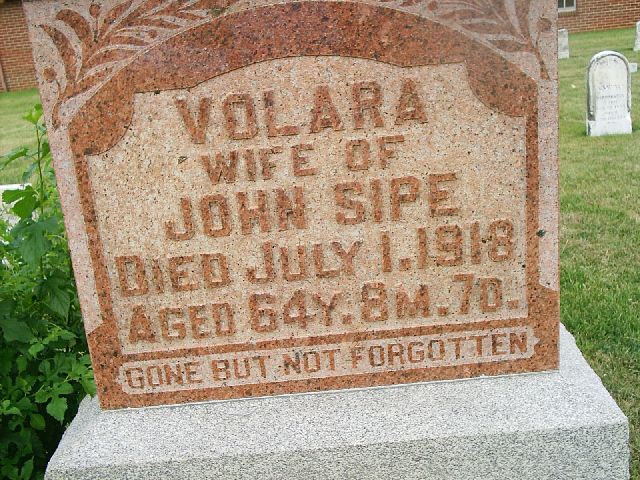 VOLARA
WIFE OF
JOHN SIPE
DIED JULY 1, 1918
AGED 64Y. 8M. 7D.
GONE BUT NOT FORGOTTEN